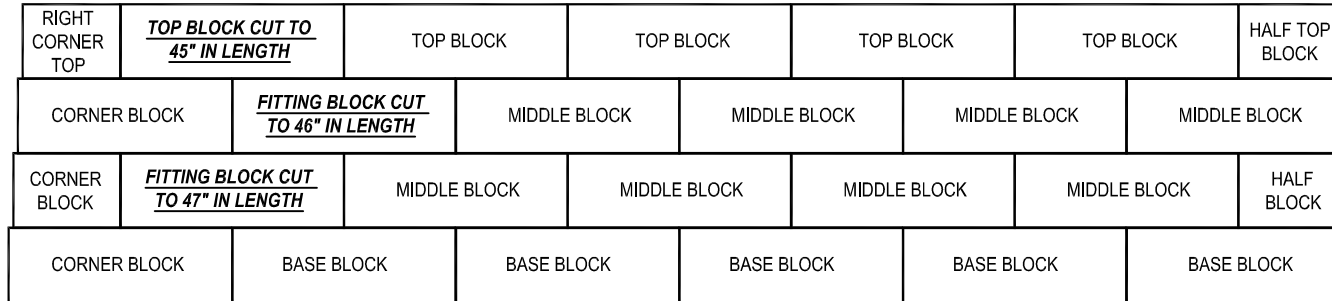 RIGHT
CORNER
TOP
TOP BLOCK CUT TO
45" IN LENGTH
TOP BLOCK
TOP BLOCK
TOP BLOCK
TOP BLOCK
HALF TOP
BLOCK
CORNER BLOCK
FITTING BLOCK CUT
TO 46" IN LENGTH
MIDDLE BLOCK
MIDDLE BLOCK
MIDDLE BLOCK
MIDDLE BLOCK
CORNER
BLOCK
FITTING BLOCK CUT
TO 47" IN LENGTH
MIDDLE BLOCK
MIDDLE BLOCK
MIDDLE BLOCK
MIDDLE BLOCK
HALF
BLOCK
CORNER BLOCK
BASE BLOCK
BASE BLOCK
BASE BLOCK
BASE BLOCK
BASE BLOCK